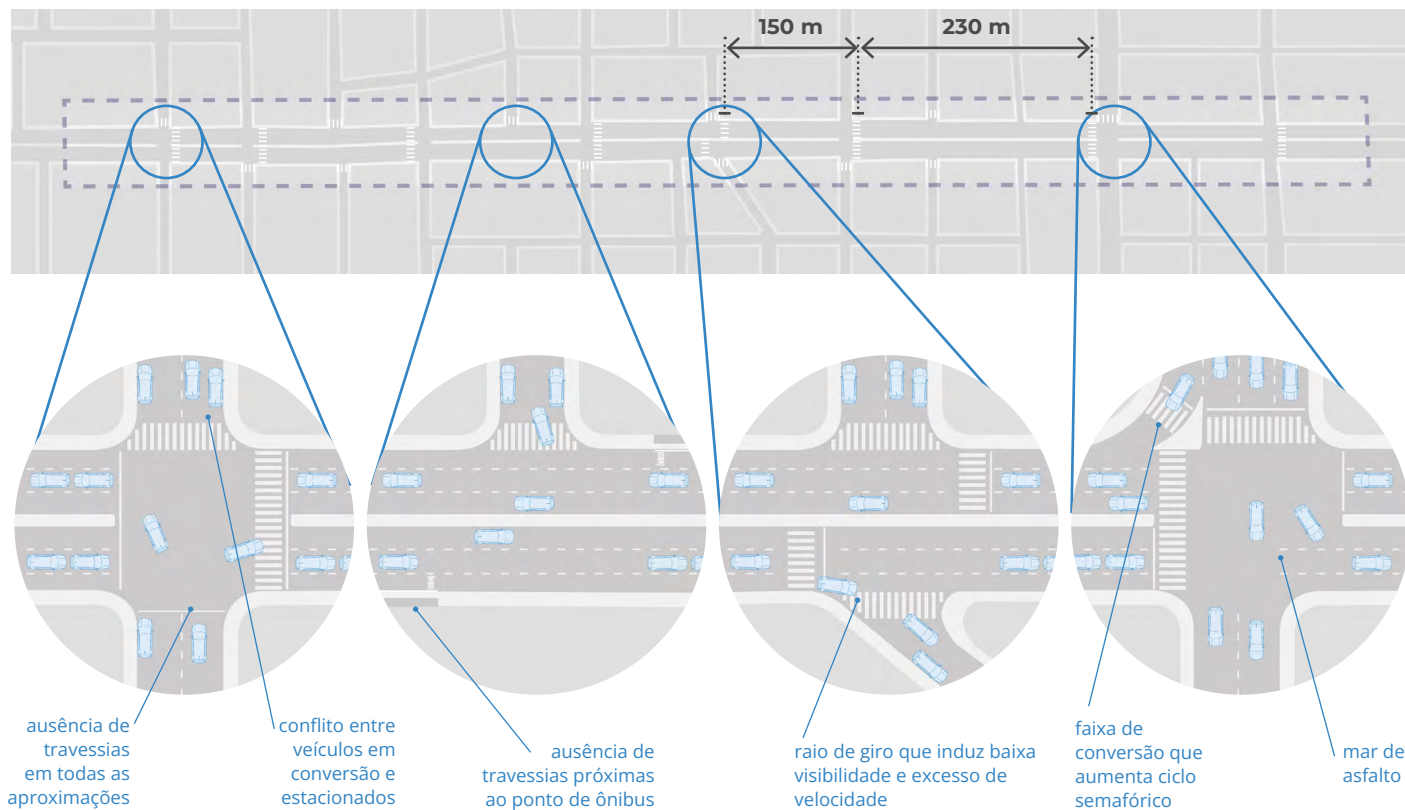 150 m
230 m
ausência de
travessias
em todas as
aproximações
conflito entre
veículos em
conversão e
estacionados
ausência de
travessias próximas
ao ponto de ônibus
raio de giro que induz baixa
visibilidade e excesso de
velocidade
faixa de
conversão que
aumenta ciclo
semafórico
mar de
asfalto